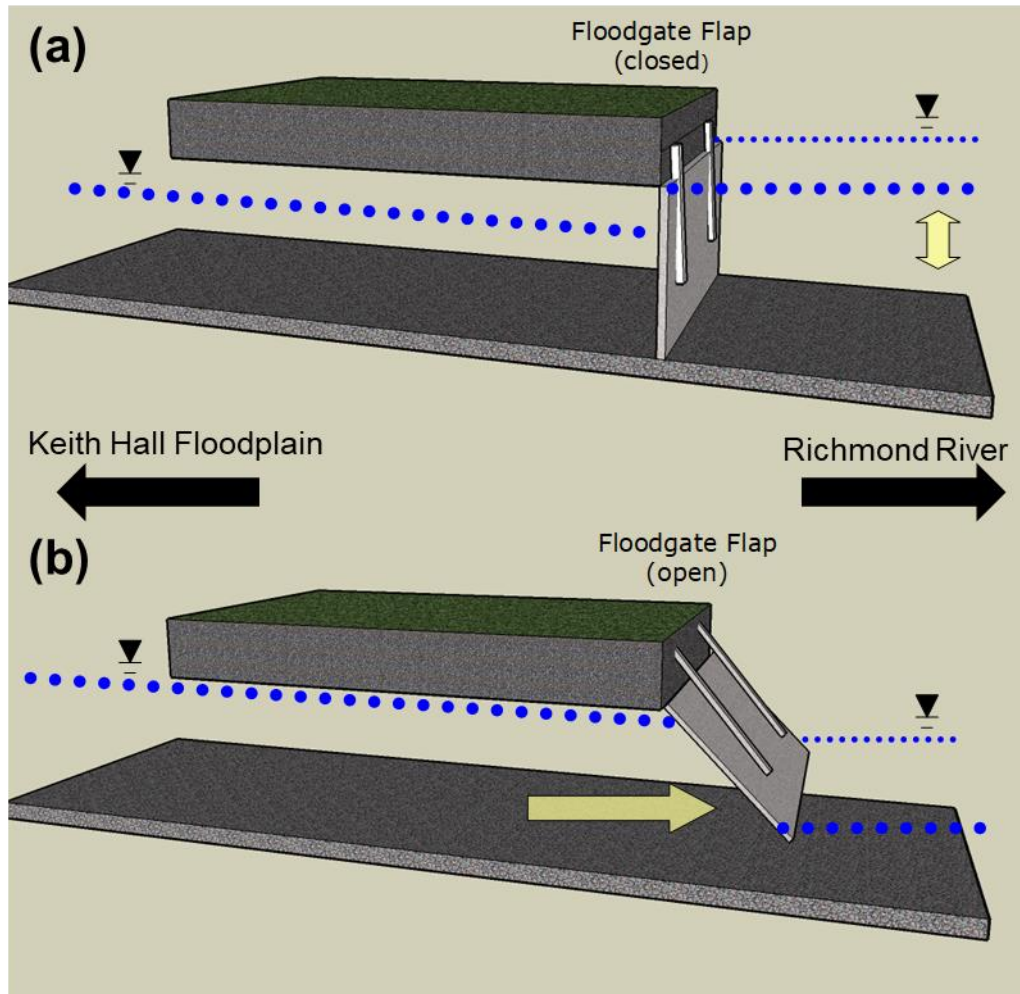 (a)
Floodgate Flap
(closed)
Keith Hall Floodplain
Richmond River
(b)
Floodgate Flap
(open)